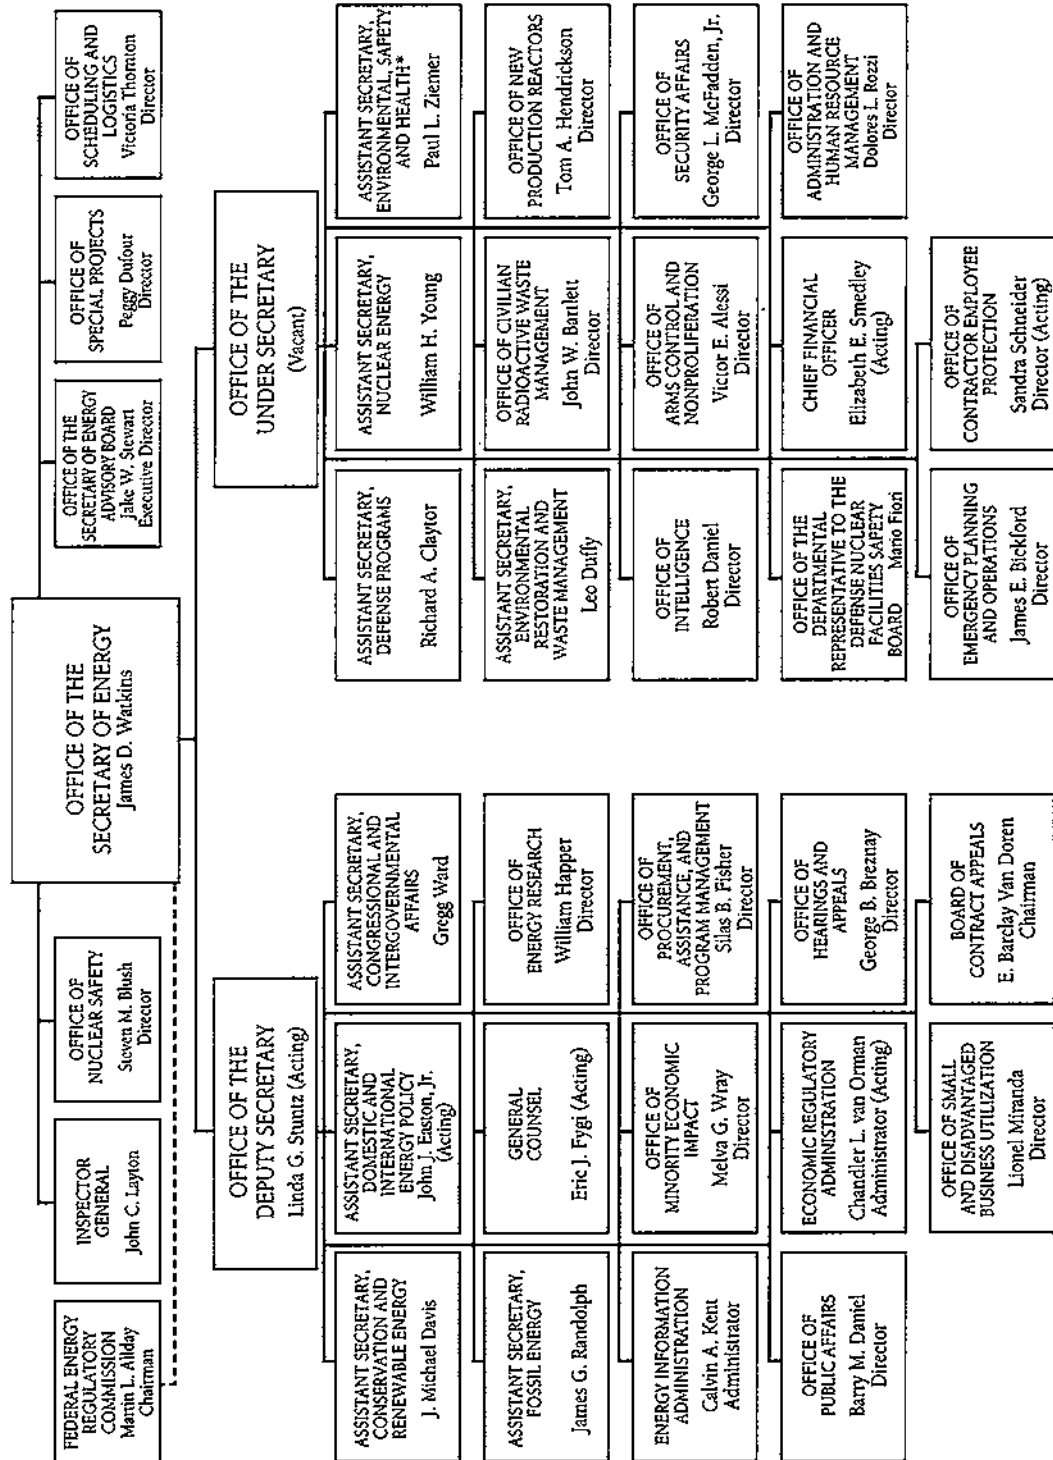 FEDERAL ENERGY
REGULATORY
COMMISSION
Martin L. Allday
Chairman
INSPECTOR
GENERAL
John C. Layton
OFFICE OF
NUCLEAR SAFETY
Steven M. Blush
Director
OFFICE OF THE
SECRETARY OF ENERGY
James D. Watkins
OFFICE OF THE
SECRETARY OF ENERGY
ADVISORY BOARD
Jake W. Stewart
Executive Director
OFFICE OF
SPECIAL PROJECTS
Peggy Dufour
Director
OFFICE OF
SCHEDULING AND
LOGISTICS
Victoria Thornton
Director
OFFICE OF THE
DEPUTY SECRETARY
Linda G. Stuntz (Acting)
OFFICE OF THE
UNDER SECRETARY
(Vacant)
ASSISTANT SECRETARY,
CONSERVATION AND
RENEWABLE ENERGY
J. Michael Davis
ASSISTANT SECRETARY,
DOMESTIC AND
INTERNATIONAL
ENERGY POLICY
John J. Easton, Jr.
(Acting)
ASSISTANT SECRETARY,
CONGRESSIONAL AND
INTERGOVERNMENTAL
AFFAIRS
Gregg Ward
ASSISTANT SECRETARY,
DEFENSE PROGRAMS
Richard A. Claytor
ASSISTANT SECRETARY,
NUCLEAR ENERGY
William H. Young
ASSISTANT SECRETARY,
ENVIRONMENTAL, SAFETY
AND HEALTH*
Paul L. Ziemer
ASSISTANT SECRETARY,
FOSSIL ENERGY
James G. Randolph
GENERAL
COUNSEL
Eric J. Fygi (Acting)
OFFICE OF
ENERGY RESEARCH
William Happer
Director
ASSISTANT SECRETARY,
ENVIRONMENTAL
RESTORATION AND
WASTE MANAGEMENT
Leo Duffy
OFFICE OF CIVILIAN
RADIOACTIVE WASTE
MANAGEMENT
John W. Bartlett
Director
OFFICE OF NEW
PRODUCTION REACTORS
Tom A. Hendrickson
Director
ENERGY INFORMATION
ADMINISTRATION
Calvin A. Kent
Administrator
OFFICE OF
MINORITY ECONOMIC
IMPACT
Melva G. Wray
Director
OFFICE OF
PROCUREMENT,
ASSISTANCE, AND
PROGRAM MANAGEMENT
Silas B. Fisher
Director
OFFICE OF
INTELLIGENCE
Robert Daniel
Director
OFFICE OF
ARMS CONTROL AND
NONPROLIFERATION
Victor E. Alessi
Director
OFFICE OF
SECURITY AFFAIRS
George L. McFadden, Jr.
Director
OFFICE OF
PUBLIC AFFAIRS
Barry M. Daniel
Director
ECONOMIC REGULATORY
ADMINISTRATION
Chandler L. van Orman
Administrator (Acting)
OFFICE OF
HEARINGS AND
APPEALS
George B. Breznay
Director
OFFICE OF THE
DEPARTMENTAL
REPRESENTATIVE TO THE
DEFENSE NUCLEAR
FACILITIES SAFETY
BOARD Mario Fiori
CHIEF FINANCIAL
OFFICER
Elizabeth E. Smedley
(Acting)
OFFICE OF
ADMINISTRATION AND
HUMAN RESOURCE
MANAGEMENT
Dolores L. Rozzi
Director
OFFICE OF SMALL
AND DISADVANTAGED
BUSINESS UTILIZATION
Lionel Miranda
Director
BOARD OF
CONTRACT APPEALS
E. Barclay Van Doren
Chairman
OFFICE OF
EMERGENCY PLANNING
AND OPERATIONS
James E. Bickford
Director
OFFICE OF
CONTRACTOR EMPLOYEE
PROTECTION
Sandra Schneider
Director (Acting)